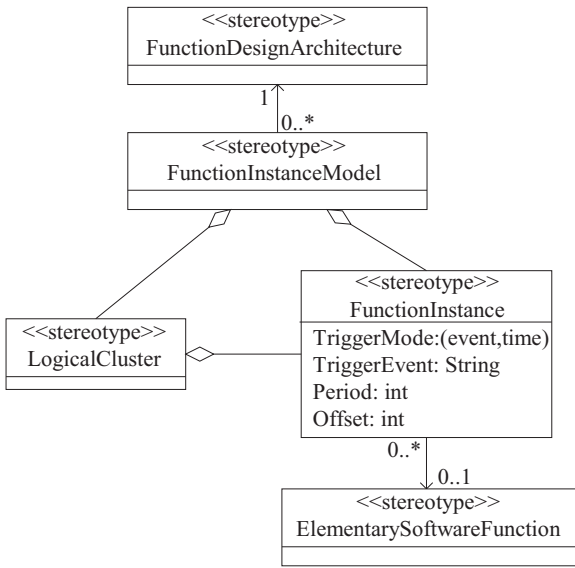 <<stereotype>>
FunctionDesignArchitecture
1
0..*
<<stereotype>>
FunctionInstanceModel
<<stereotype>>
FunctionInstance
TriggerMode:(event,time)
TriggerEvent: String
Period: int
Offset: int
<<stereotype>>
LogicalCluster
0..*
0..1
<<stereotype>>
ElementarySoftwareFunction